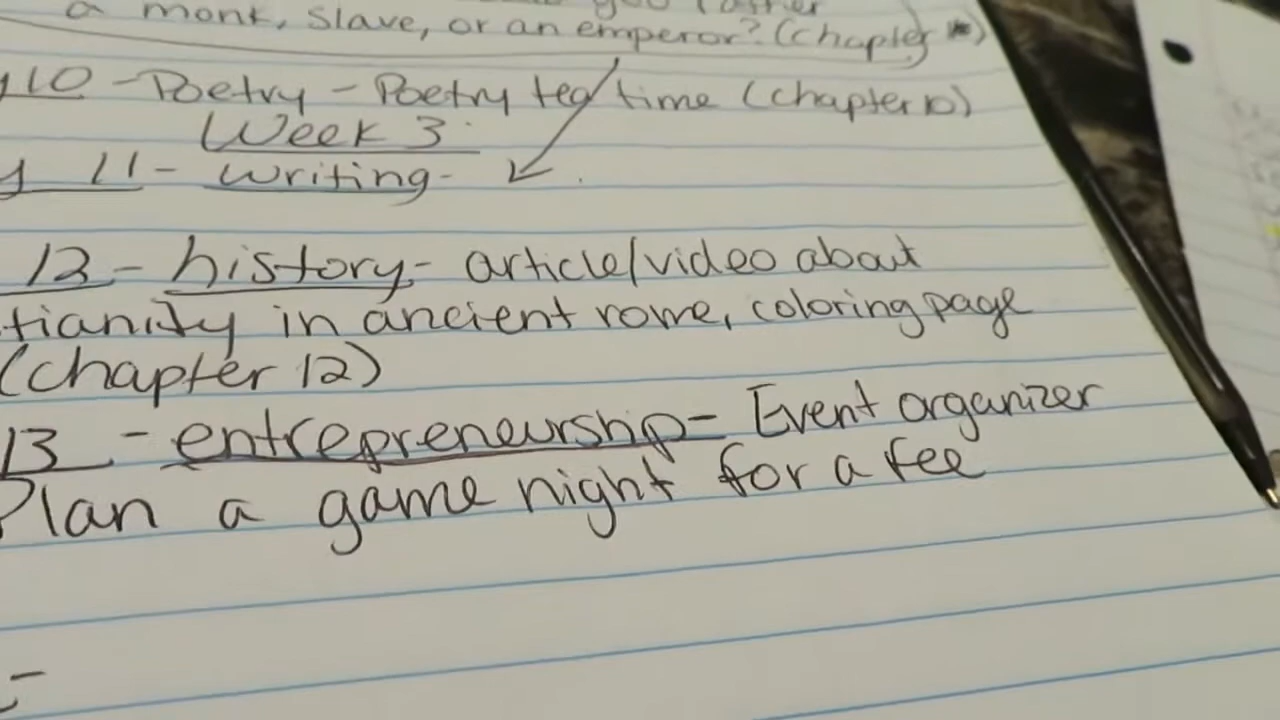 a monk, slave, or an emperor? (chapter
y 10 - Poetry - Poetry tea/time (chapter 10)
Week 3
y 11 - writing -
12 - history - article/video about
tianity in ancient rome, coloring page
(chapter 12)
13 - entrepreneurship - Event organizer
Plan a game night for a fee